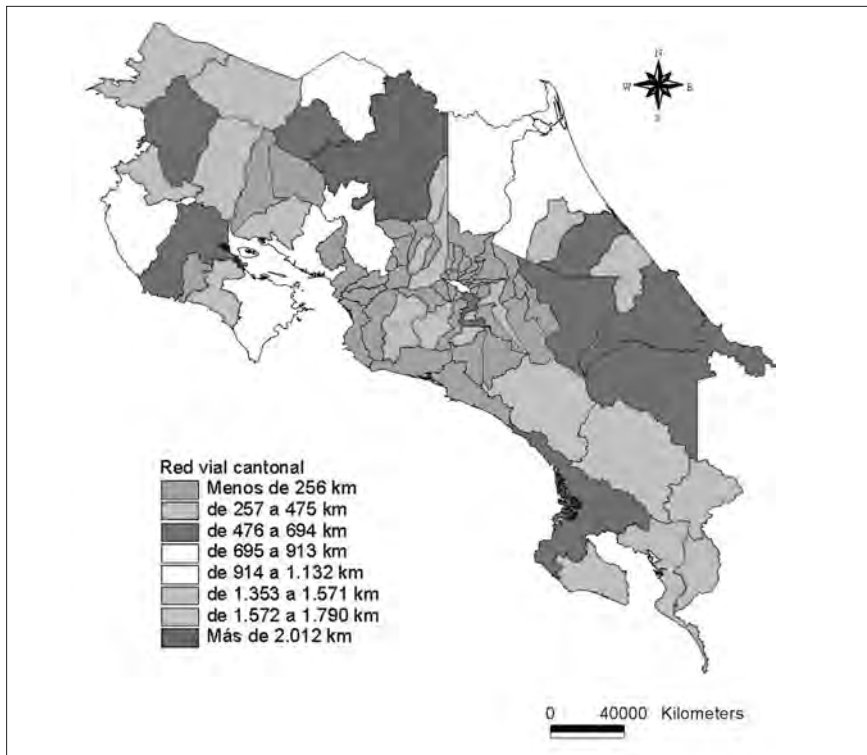 N
W E
S
Red vial cantonal
Menos de 256 km
de 257 a 475 km
de 476 a 694 km
de 695 a 913 km
de 914 a 1.132 km
de 1.353 a 1.571 km
de 1.572 a 1.790 km
Más de 2.012 km
0 40000 Kilometers